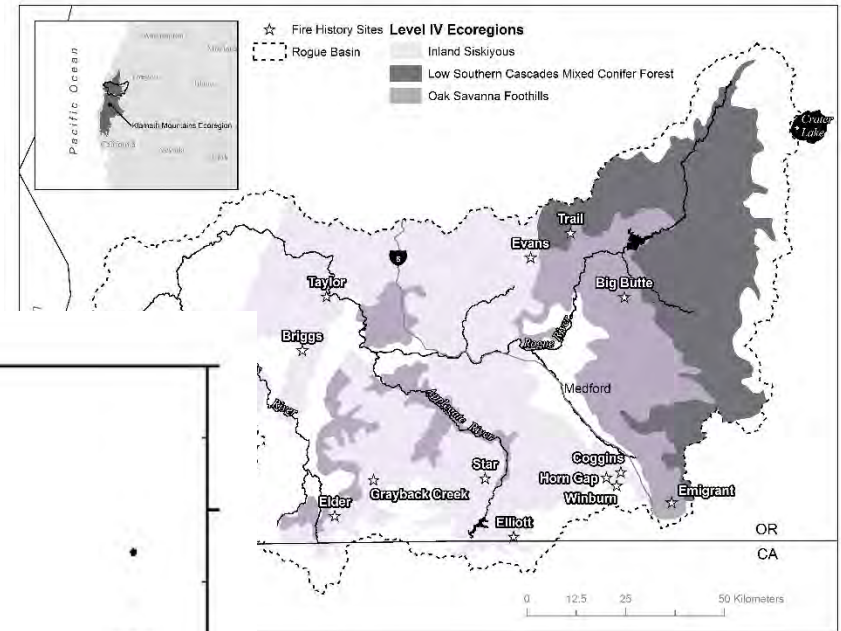 Fire History Sites
Rogue Basin
Level IV Ecoregions
Inland Siskiyous
Low Southern Cascades Mixed Conifer Forest
Oak Savanna Foothills
Pacific Ocean
Klamath Mountains Ecoregion
Crater
Lake
Trail
Evans
5
Big Butte
Taylor
Briggs
Rogue River
Medford
River
Applegate River
Coggins
Star
Horn Gap
Grayback Creek
Winburn
Emigrant
Elder
Elliott
OR
CA
0 12.5 25 50 Kilometers